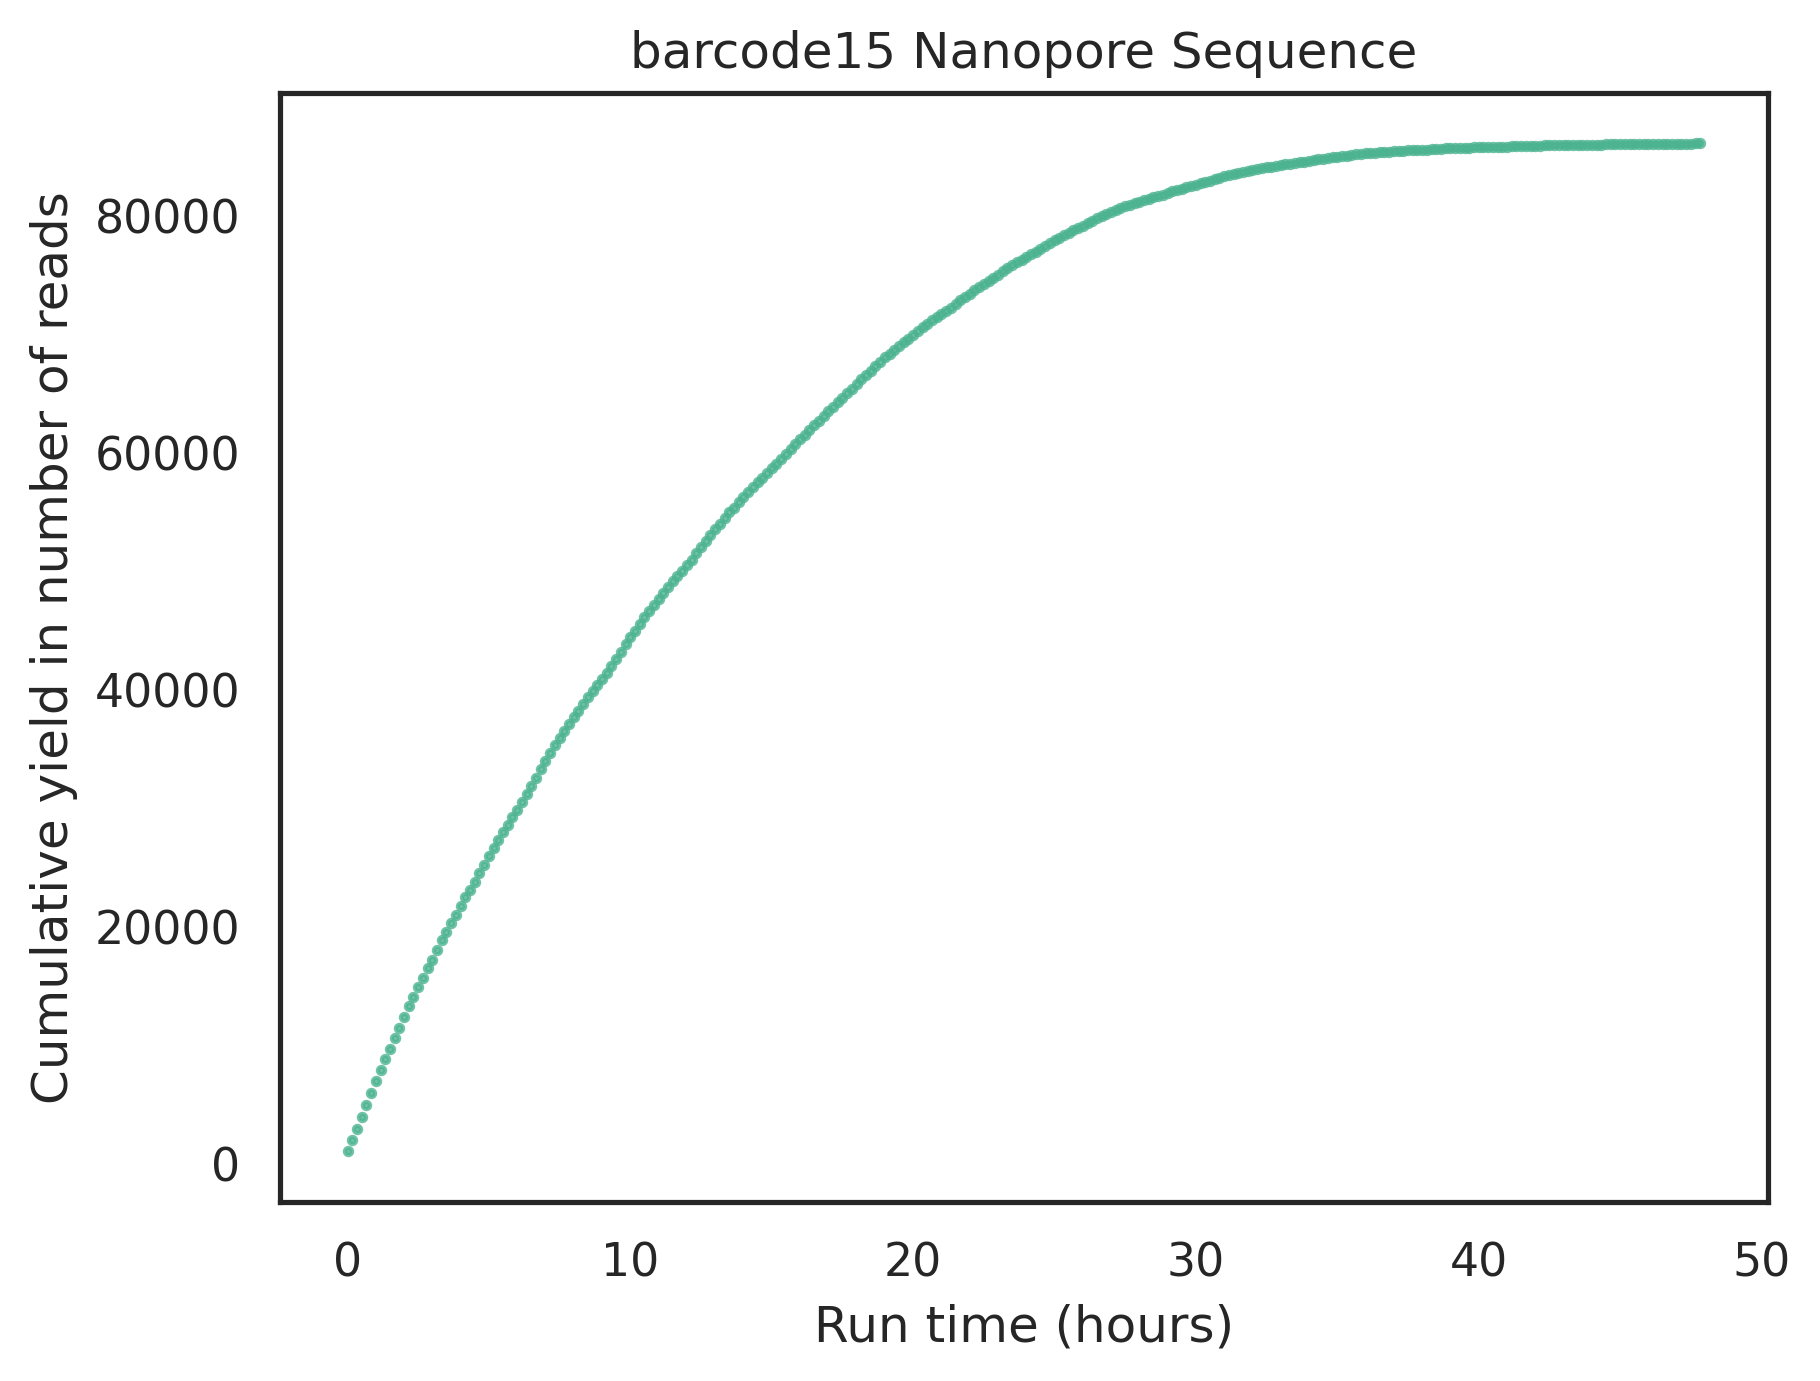 barcode15 Nanopore Sequence
Cumulative yield in number of reads
80000
60000
40000
20000
0
0 10 20 30 40 50
Run time (hours)